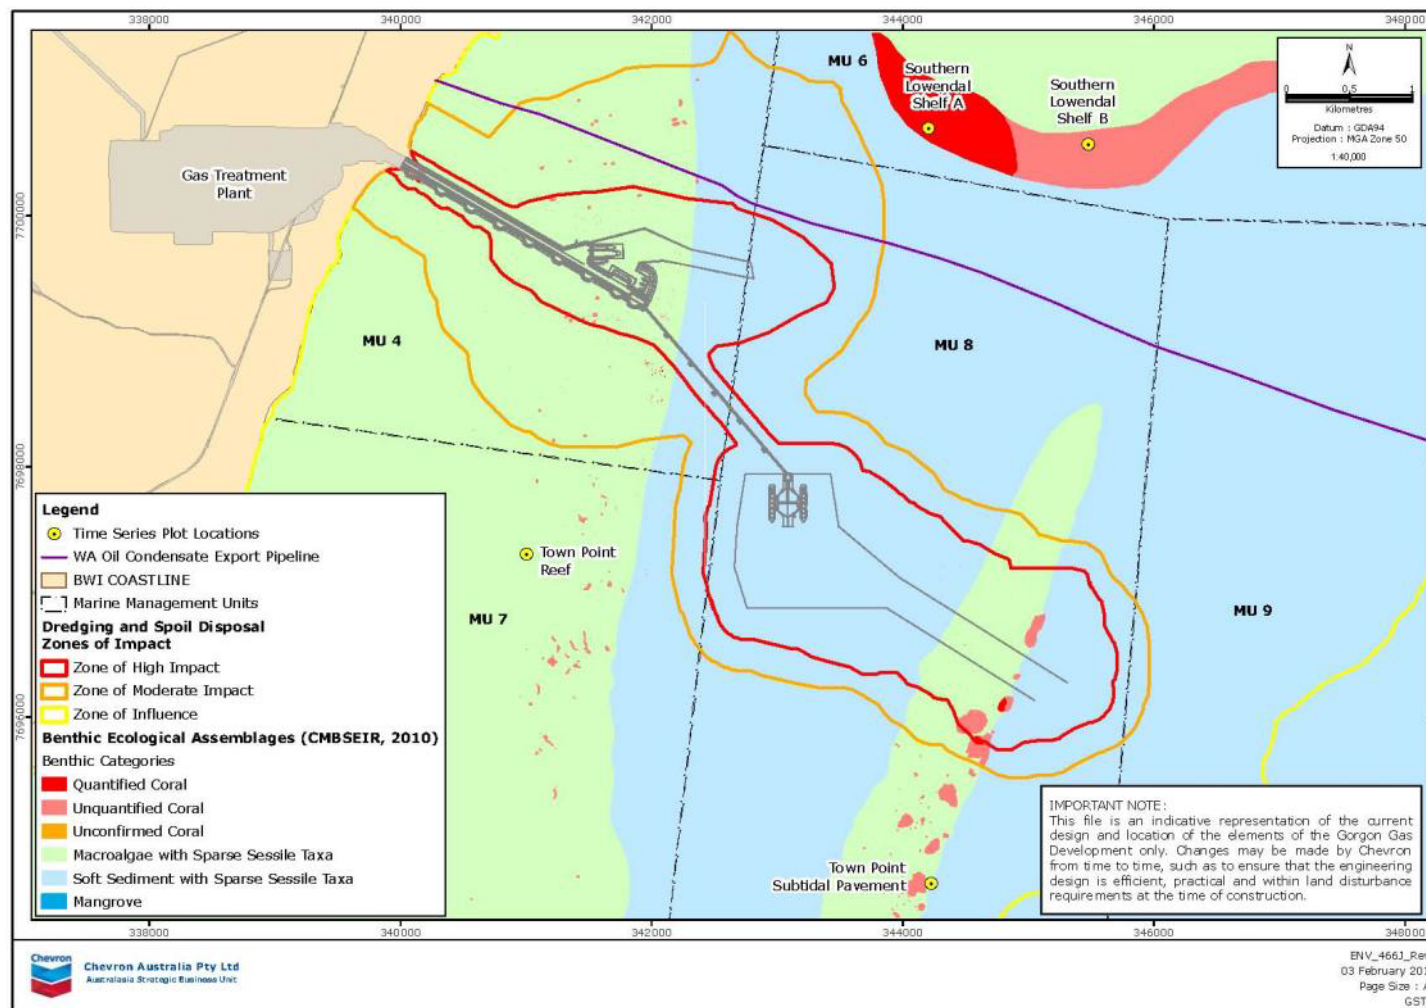 338000
340000
342000
344000
346000
348000
MU 6
Southern
Lowendal
Shelf A
Southern
Lowendal
Shelf B
N
0 0.5 1
Kilometres
Datum : GDA94
Projection : MGA Zone 50
1:40,000
Gas Treatment
Plant
7700000
MU 4
MU 8
7698000
Legend
Time Series Plot Locations
WA Oil Condensate Export Pipeline
BWI COASTLINE
Marine Management Units
Dredging and Spoil Disposal
Zones of Impact
Zone of High Impact
Zone of Moderate Impact
Zone of Influence
Benthic Ecological Assemblages (CMBSEIR, 2010)
Benthic Categories
Quantified Coral
Unquantified Coral
Unconfirmed Coral
Macroalgae with Sparse Sessile Taxa
Soft Sediment with Sparse Sessile Taxa
Mangrove
Town Point
Reef
MU 7
MU 9
7696000
Town Point
Subtidal Pavement
IMPORTANT NOTE:
This file is an indicative representation of the current
design and location of the elements of the Gorgon Gas
Development only. Changes may be made by Chevron
from time to time, such as to ensure that the engineering
design is efficient, practical and within land disturbance
requirements at the time of construction.
338000
340000
342000
344000
346000
348000
Chevron
Chevron Australia Pty Ltd
Australasia Strategic Business Unit
ENV_466J_Rev
03 February 201
Page Size :